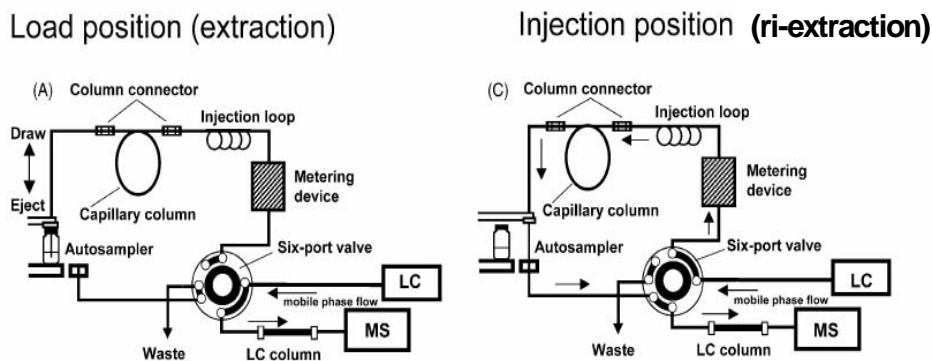 Load position (extraction)
Injection position (ri-extraction)
(A)
Column connector
Injection loop
Draw
Eject
Metering
device
Capillary column
Autosampler
Six-port valve
LC
mobile phase flow
MS
Waste
LC column
(C)
Column connector
Injection loop
Draw
Eject
Metering
device
Capillary column
Autosampler
Six-port valve
LC
mobile phase flow
MS
Waste
LC column